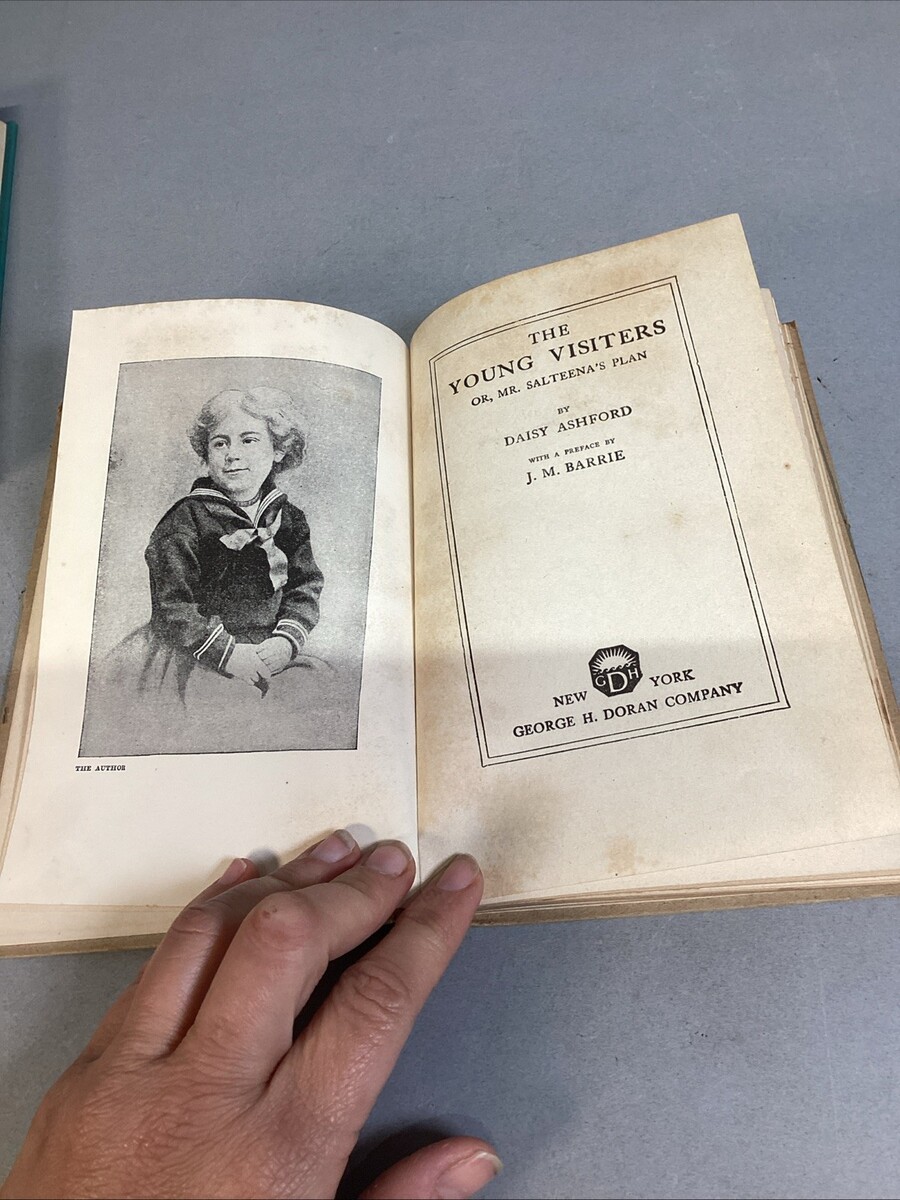 THE AUTHOR
THE
YOUNG VISITERS
OR, MR. SALTEENA'S PLAN
BY
DAISY ASHFORD
WITH A PREFACE BY
J. M. BARRIE
GDH
NEW YORK
GEORGE H. DORAN COMPANY